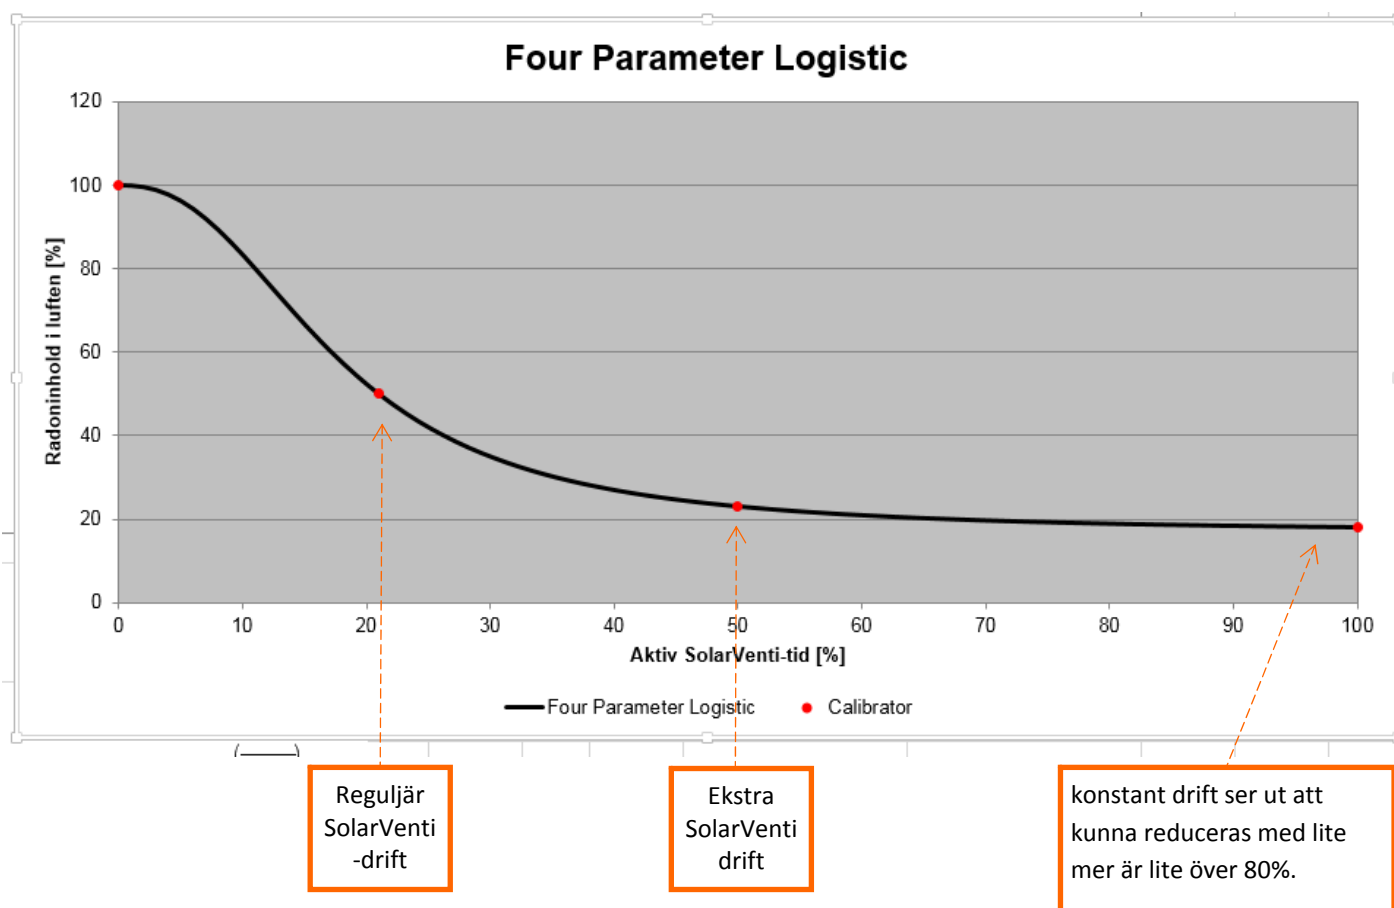 Four Parameter Logistic
120
100
80
60
40
20
0
Radoninhold i luften [%]
0 10 20 30 40 50 60 70 80 90 100
Aktiv SolarVenti-tid [%]
Four Parameter Logistic Calibrator
Reguljär
SolarVenti
-drift
Ekstra
SolarVenti
drift
konstant drift ser ut att
kunna reduceras med lite
mer är lite över 80%.